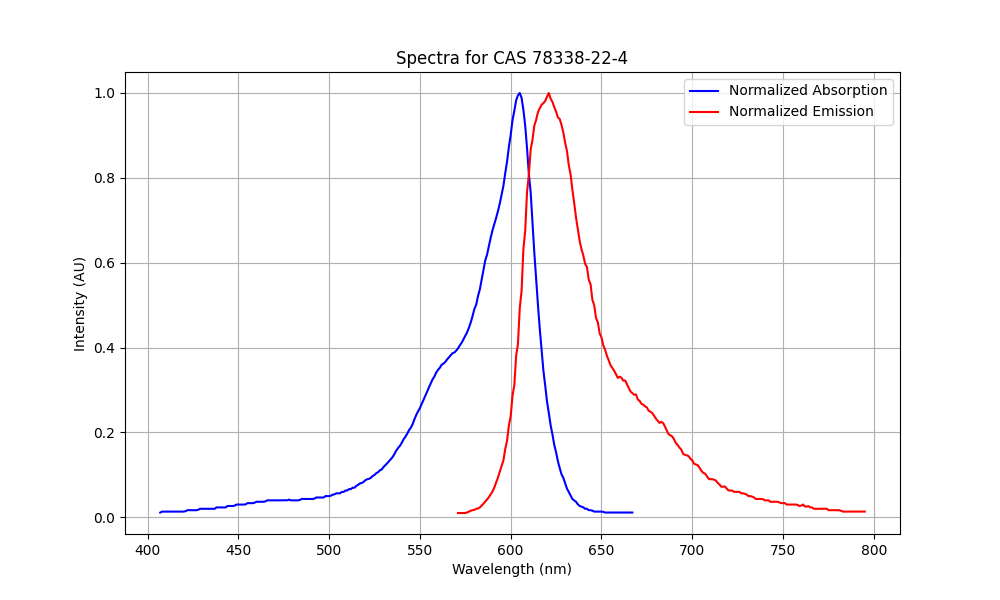 Spectra for CAS 78338-22-4
Normalized Absorption
Normalized Emission
1.0
0.8
0.6
0.4
0.2
0.0
Intensity (AU)
400 450 500 550 600 650 700 750 800
Wavelength (nm)